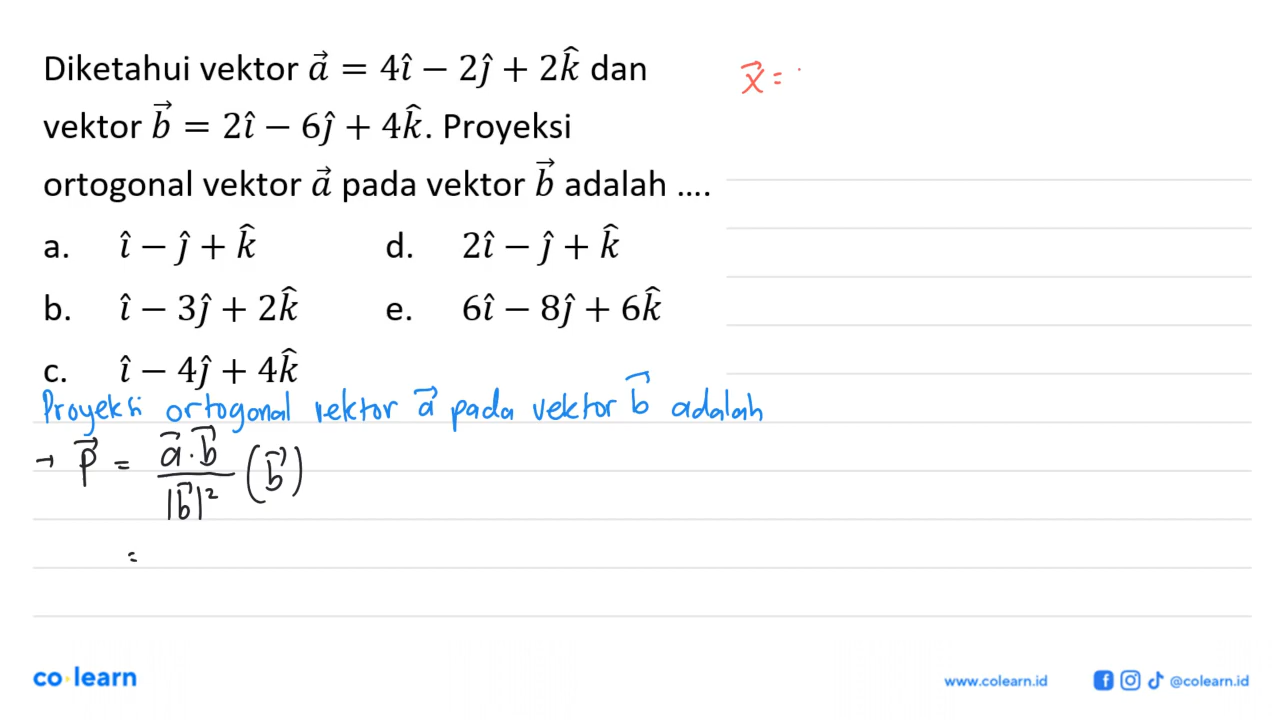 Diketahui vektor $\vec{a} = 4\hat{\imath} - 2\hat{\jmath} + 2\hat{k}$ dan
vektor $\vec{b} = 2\hat{\imath} - 6\hat{\jmath} + 4\hat{k}$. Proyeksi
ortogonal vektor $\vec{a}$ pada vektor $\vec{b}$ adalah ....
a. $\hat{\imath} - \hat{\jmath} + \hat{k}$ d. $2\hat{\imath} - \hat{\jmath} + \hat{k}$
b. $\hat{\imath} - 3\hat{\jmath} + 2\hat{k}$ e. $6\hat{\imath} - 8\hat{\jmath} + 6\hat{k}$
c. $\hat{\imath} - 4\hat{\jmath} + 4\hat{k}$
$\vec{x} =$
Proyeksi ortogonal vektor $\vec{a}$ pada vektor $\vec{b}$ adalah
→ $\vec{p} = \frac{\vec{a} \cdot \vec{b}}{|\vec{b}|^2} (\vec{b})$
=
co learn
www.colearn.id @colearn.id